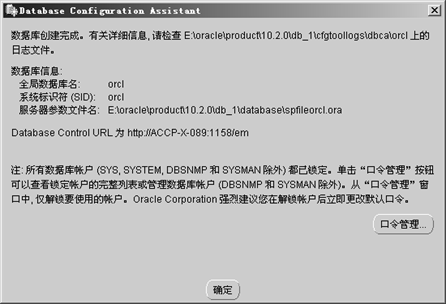 Database Configuration Assistant
数据库创建完成。有关详细信息,请检查 E:\oracle\product\10.2.0\db_1\cfgtoollogs\dbca\orcl 上的
日志文件。
数据库信息:
全局数据库名: orcl
系统标识符 (SID): orcl
服务器参数文件名: E:\oracle\product\10.2.0\db_1\database\spfileorcl.ora
Database Control URL 为 http://ACCP-X-089:1158/em
注: 所有数据库帐户 (SYS, SYSTEM, DBSNMP 和 SYSMAN 除外) 都已锁定。单击“口令管理”按钮
可以查看锁定帐户的完整列表或管理数据库帐户 (DBSNMP 和 SYSMAN 除外)。从“口令管理”窗
口中, 仅解锁要使用的帐户。Oracle Corporation 强烈建议您在解锁帐户后立即更改默认口令。
口令管理...
确定